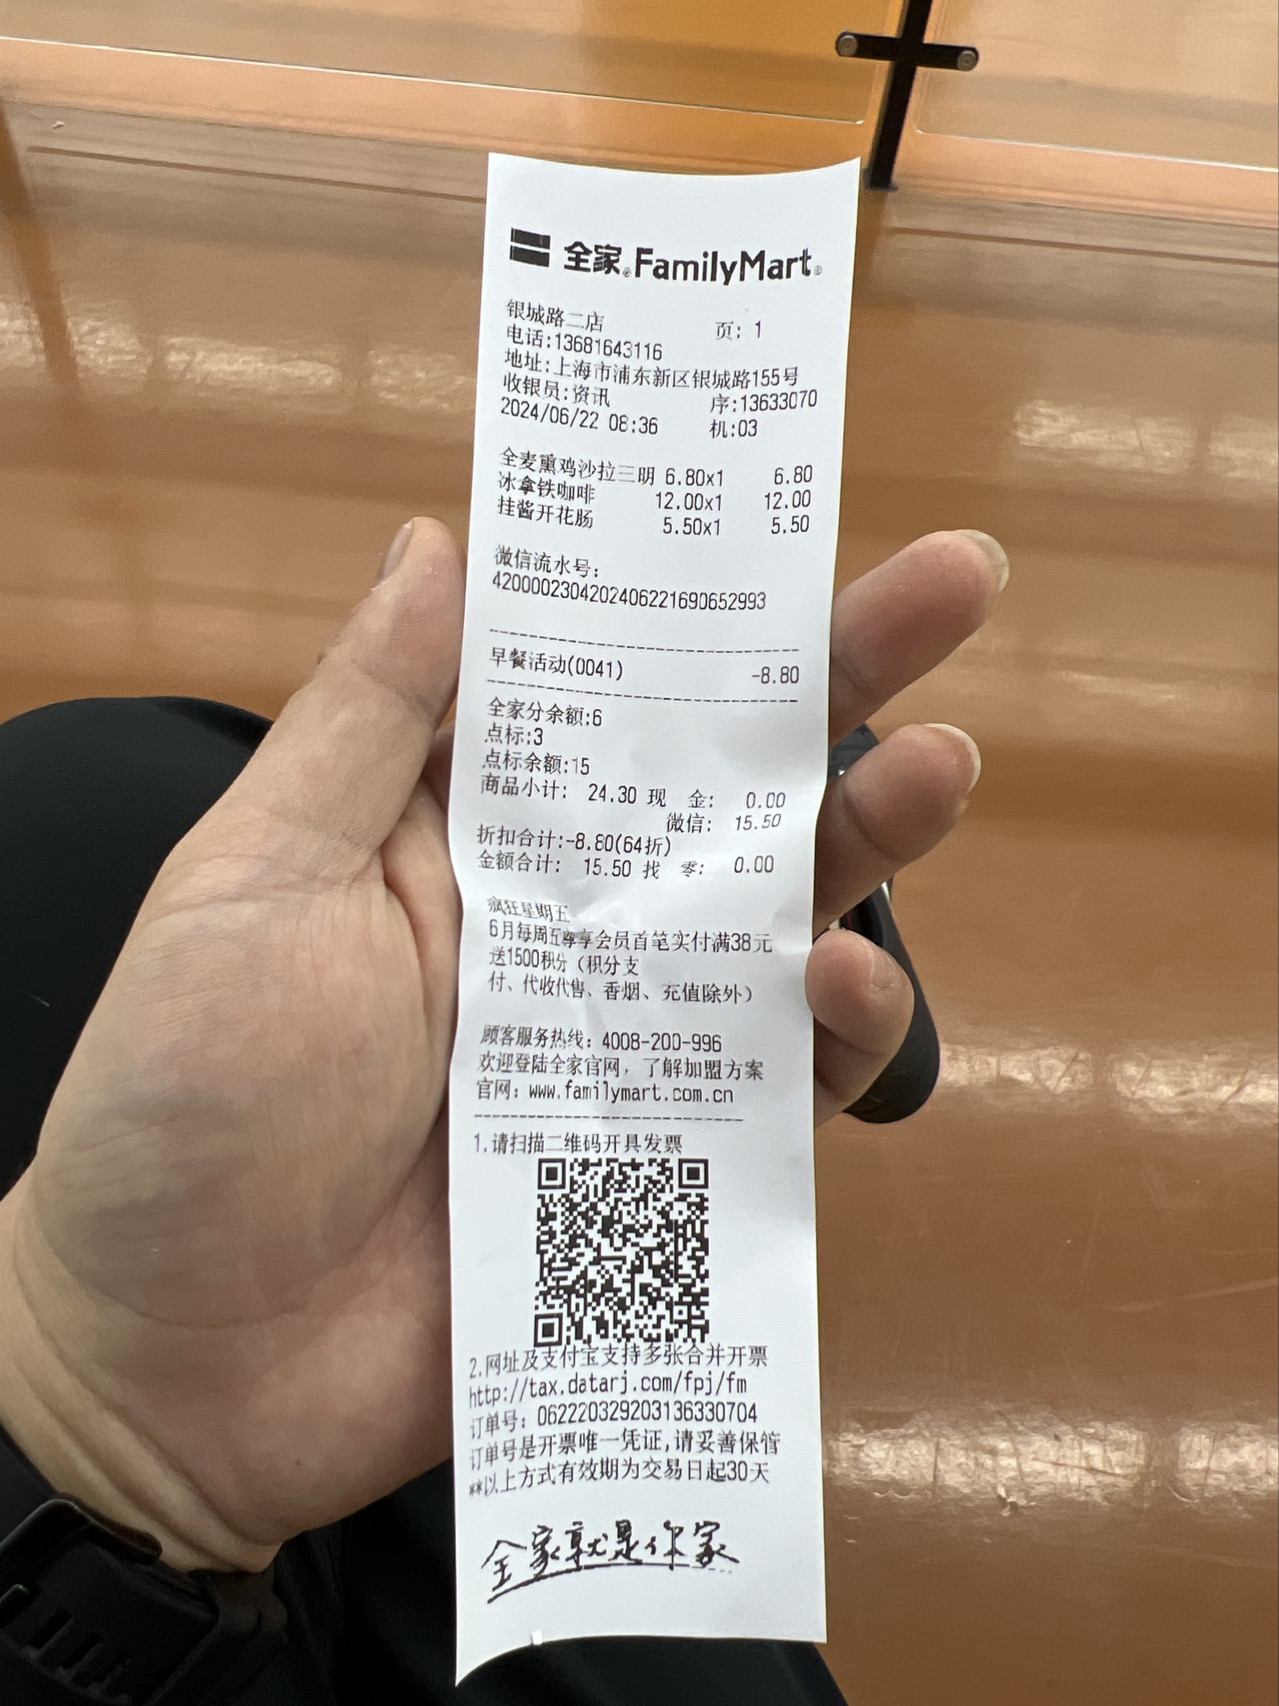 全家 FamilyMart
银城路二店 页: 1
电话:13681643116
地址:上海市浦东新区银城路155号
收银员:资讯 序:13633070
2024/06/22 08:36 机:03
全麦熏鸡沙拉三明 6.80x1 6.80
冰拿铁咖啡 12.00x1 12.00
挂酱开花肠 5.50x1 5.50
微信流水号:
4200002304202406221690652993
早餐活动(0041) -8.80
全家分余额:6
点标:3
点标余额:15
商品小计: 24.30 现 金: 0.00
微信: 15.50
折扣合计:-8.80(64折)
金额合计: 15.50 找 零: 0.00
疯狂星期五
6月每周五尊享会员首笔实付满38元
送1500积分（积分支
付、代收代售、香烟、充值除外）
顾客服务热线: 4008-200-996
欢迎登陆全家官网，了解加盟方案
官网: www.familymart.com.cn
1.请扫描二维码开具发票
2.网址及支付宝支持多张合并开票
http://tax.datarj.com/fpj/fm
订单号: 0622203292031363307​04
订单号是开票唯一凭证,请妥善保管
**以上方式有效期为交易日起30天
全家就是你家